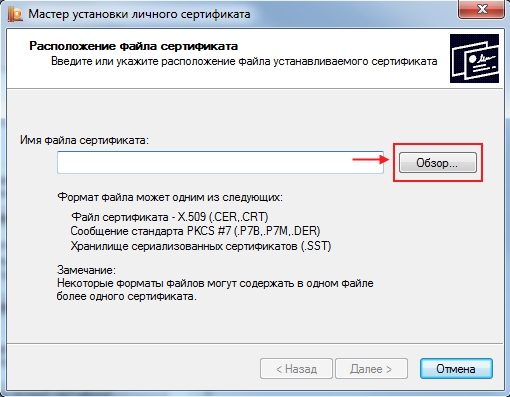 Мастер установки личного сертификата
Расположение файла сертификата
Введите или укажите расположение файла устанавливаемого сертификата
Имя файла сертификата:
Обзор...
Формат файла может одним из следующих:
Файл сертификата - X.509 (.CER,.CRT)
Сообщение стандарта PKCS #7 (.P7B,.P7M,.DER)
Хранилище сериализованных сертификатов (.SST)
Замечание:
Некоторые форматы файлов могут содержать в одном файле
более одного сертификата.
< Назад
Далее >
Отмена